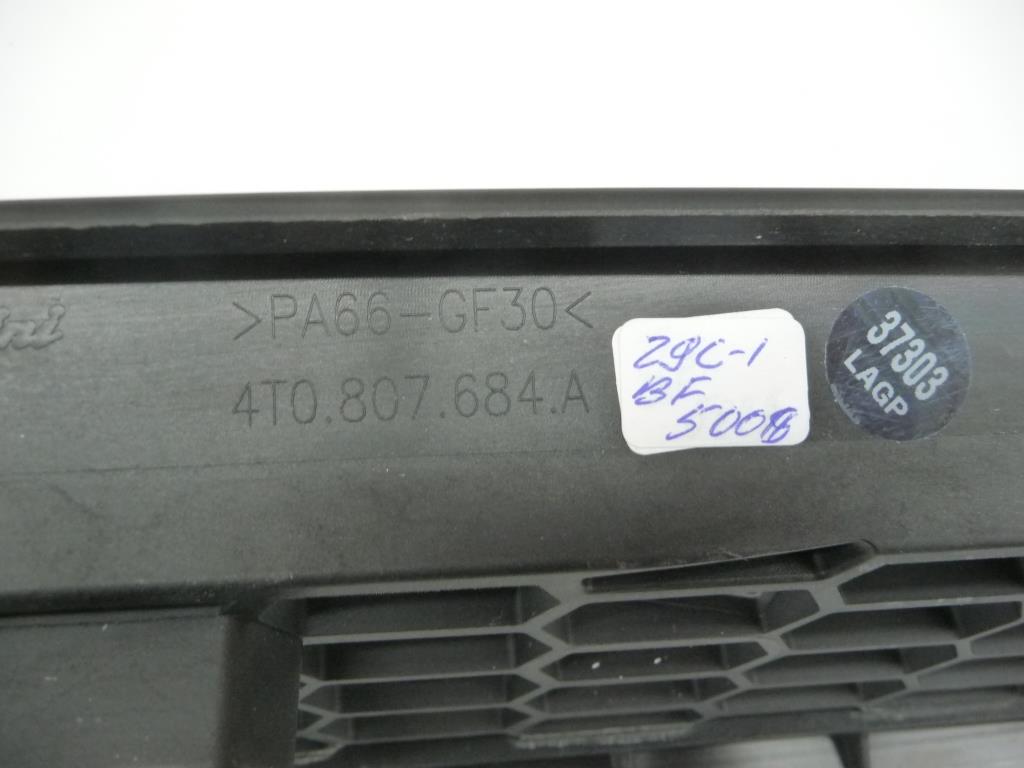 >PA66-GF30<
4T0.807.684.A
29C-1
BF
5008
37303
LAGP